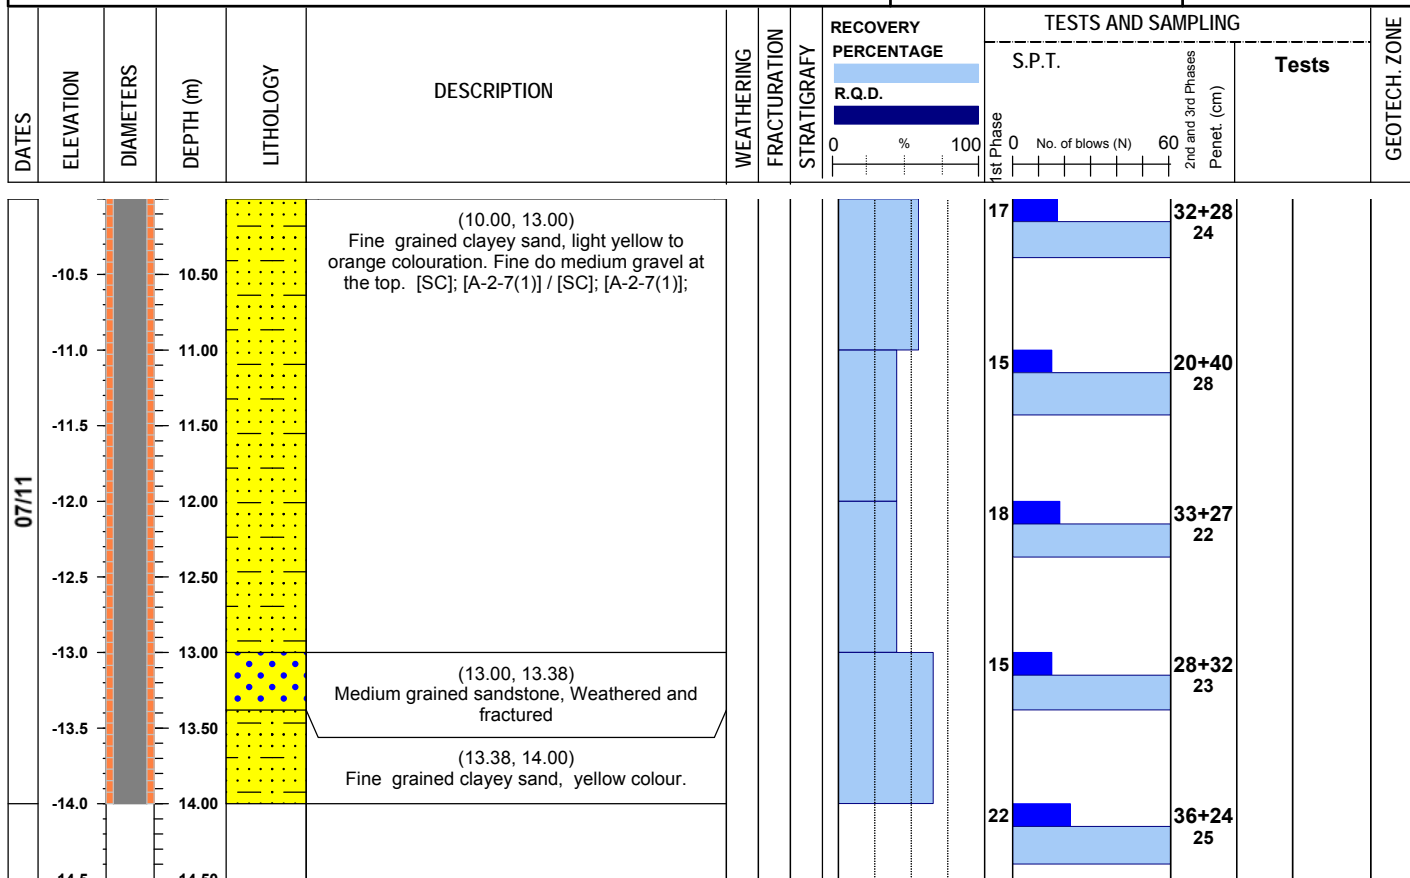 DATES
ELEVATION
DIAMETERS
DEPTH (m)
LITHOLOGY
DESCRIPTION
WEATHERING
FRACTURATION
STRATIGRAFY
RECOVERY
PERCENTAGE
R.Q.D.
0 % 100
TESTS AND SAMPLING
S.P.T.
1st Phase
0 No. of blows (N) 60
2nd and 3rd Phases
Penet. (cm)
Tests
GEOTECH. ZONE
07/11
(10.00, 13.00)
Fine grained clayey sand, light yellow to
orange colouration. Fine do medium gravel at
the top. [SC]; [A-2-7(1)] / [SC]; [A-2-7(1)];
17 32+28
24
-10.5 10.50
-11.0 11.00
15 20+40
28
-11.5 11.50
-12.0 12.00
18 33+27
22
-12.5 12.50
-13.0 13.00
15 28+32
23
(13.00, 13.38)
Medium grained sandstone, Weathered and
fractured
-13.5 13.50
(13.38, 14.00)
Fine grained clayey sand, yellow colour.
-14.0 14.00
22 36+24
25
-14.5 14.50